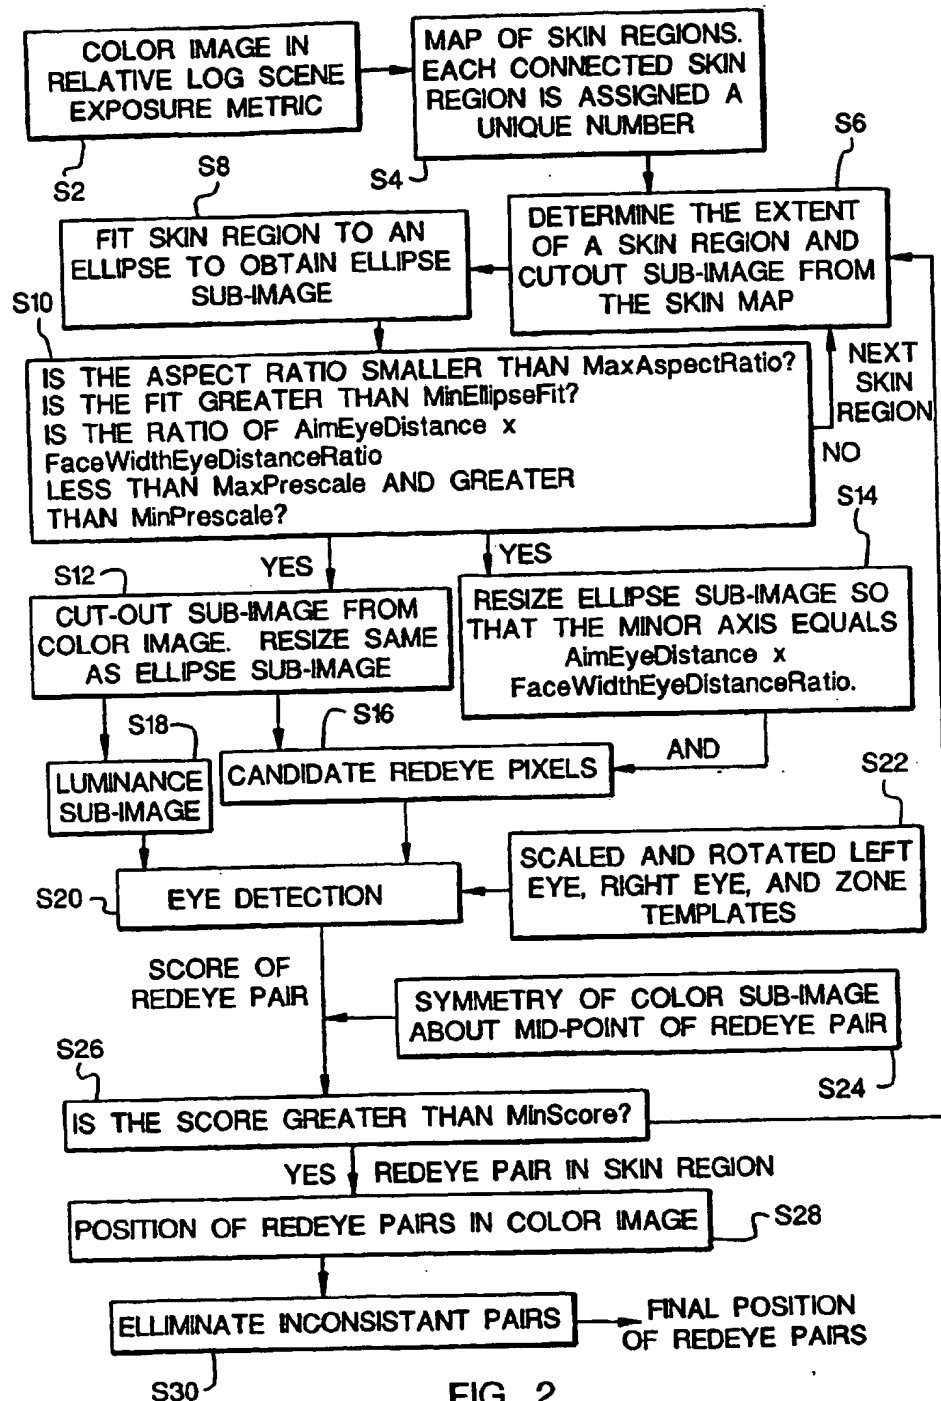 COLOR IMAGE IN
RELATIVE LOG SCENE
EXPOSURE METRIC
S2
MAP OF SKIN REGIONS.
EACH CONNECTED SKIN
REGION IS ASSIGNED A
UNIQUE NUMBER
S4
S6
DETERMINE THE EXTENT
OF A SKIN REGION AND
CUTOUT SUB-IMAGE FROM
THE SKIN MAP
S8
FIT SKIN REGION TO AN
ELLIPSE TO OBTAIN ELLIPSE
SUB-IMAGE
S10
IS THE ASPECT RATIO SMALLER THAN MaxAspectRatio?
IS THE FIT GREATER THAN MinEllipseFit?
IS THE RATIO OF AimEyeDistance x
FaceWidthEyeDistanceRatio
LESS THAN MaxPrescale AND GREATER
THAN MinPrescale?
NEXT
SKIN
REGION
NO
YES
YES
S12
CUT-OUT SUB-IMAGE FROM
COLOR IMAGE. RESIZE SAME
AS ELLIPSE SUB-IMAGE
S14
RESIZE ELLIPSE SUB-IMAGE SO
THAT THE MINOR AXIS EQUALS
AimEyeDistance x
FaceWidthEyeDistanceRatio.
S18
LUMINANCE
SUB-IMAGE
S16
CANDIDATE REDEYE PIXELS
AND
S22
SCALED AND ROTATED LEFT
EYE, RIGHT EYE, AND ZONE
TEMPLATES
S20
EYE DETECTION
SCORE OF
REDEYE PAIR
SYMMETRY OF COLOR SUB-IMAGE
ABOUT MID-POINT OF REDEYE PAIR
S24
S26
IS THE SCORE GREATER THAN MinScore?
YES
REDEYE PAIR IN SKIN REGION
POSITION OF REDEYE PAIRS IN COLOR IMAGE
S28
ELLIMINATE INCONSISTANT PAIRS
S30
FINAL POSITION
OF REDEYE PAIRS
FIG. 2